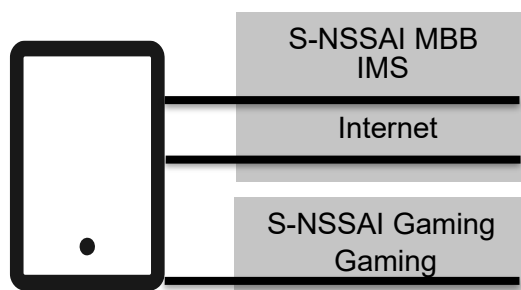 S-NSSAI MBB
IMS
Internet
S-NSSAI Gaming
Gaming